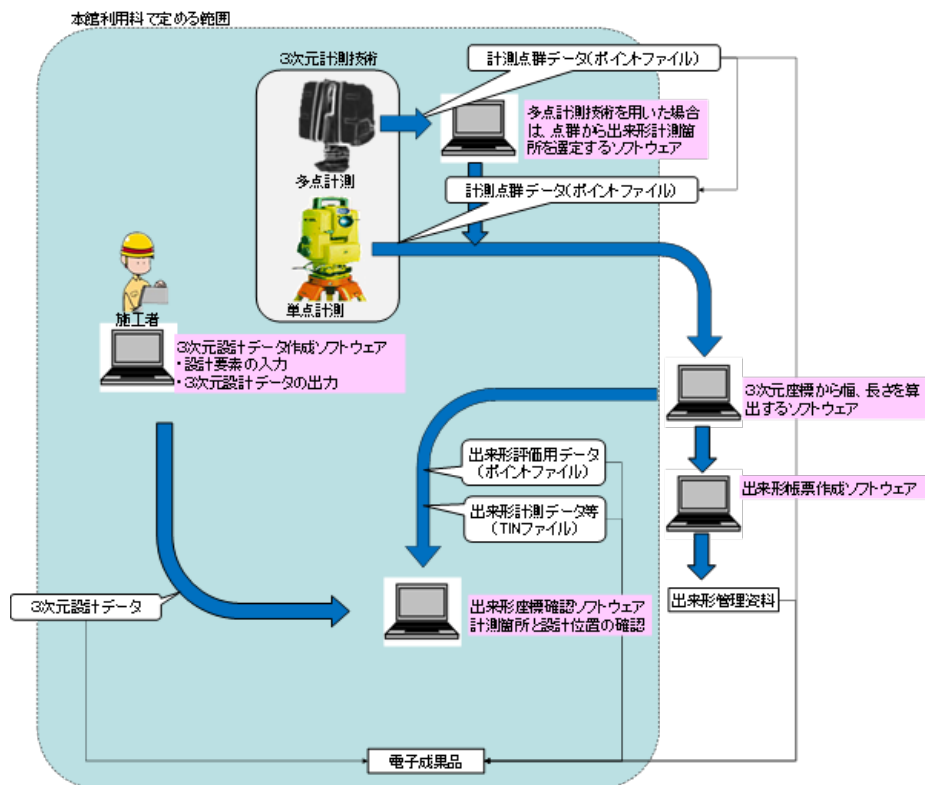 本館利用料で定める範囲
3次元計測技術
計測点群データ(ポイントファイル)
多点計測技術を用いた場合
は、点群から出来形計測箇
所を選定するソフトウェア
多点計測
計測点群データ(ポイントファイル)
単点計測
施工者
3次元設計データ作成ソフトウェア
・設計要素の入力
・3次元設計データの出力
3次元座標から幅、長さを算
出するソフトウェア
出来形評価用データ
(ポイントファイル)
出来形帳票作成ソフトウェア
出来形計測データ等
(TINファイル)
3次元設計データ
出来形座標確認ソフトウェア
計測箇所と設計位置の確認
出来形管理資料
電子成果品